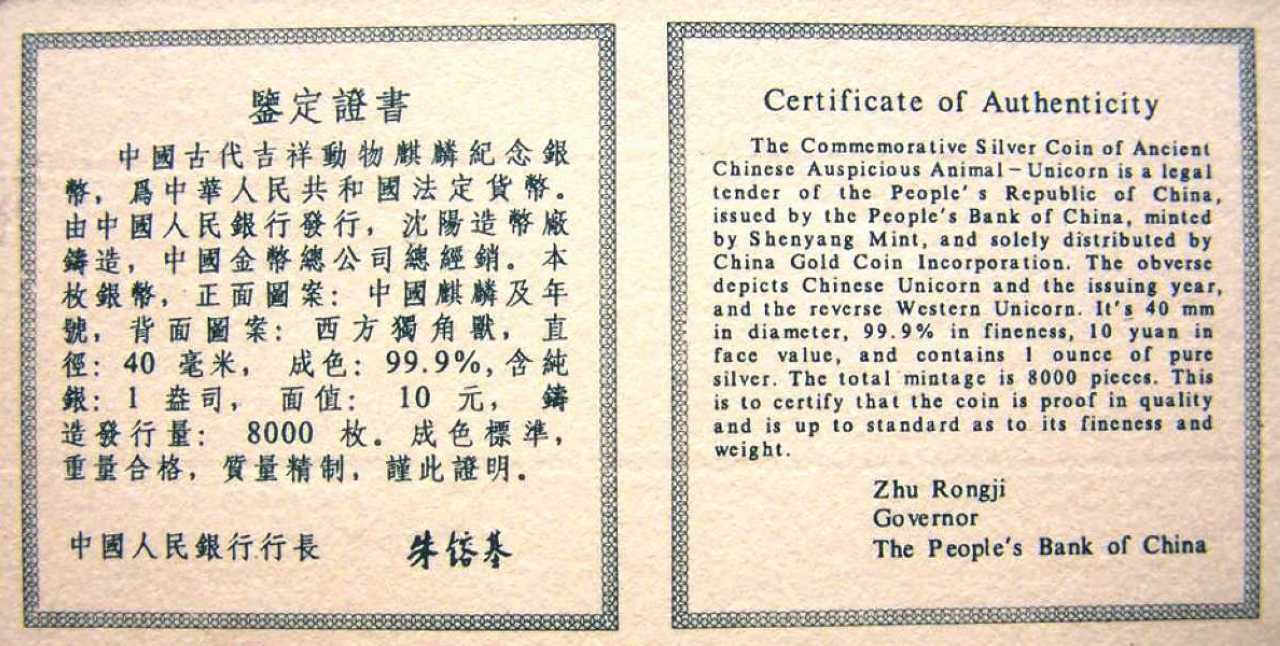 鑒定證書
中國古代吉祥動物麒麟紀念銀
幣，爲中華人民共和國法定貨幣。
由中國人民銀行發行，沈陽造幣廠
鑄造，中國金幣總公司總經銷。本
枚銀幣，正面圖案：中國麒麟及年
號，背面圖案：西方獨角獸，直
徑：40 毫米，成色：99.9%,含純
銀：1 盎司，面值：10 元，鑄
造發行量：8000 枚。成色標準，
重量合格，質量精制，謹此證明。
中國人民銀行行長 朱鎔基
Certificate of Authenticity
The Commemorative Silver Coin of Ancient
Chinese Auspicious Animal – Unicorn is a legal
tender of the People's Republic of China,
issued by the People's Bank of China, minted
by Shenyang Mint, and solely distributed by
China Gold Coin Incorporation. The obverse
depicts Chinese Unicorn and the issuing year,
and the reverse Western Unicorn. It's 40 mm
in diameter, 99.9% in fineness, 10 yuan in
face value, and contains 1 ounce of pure
silver. The total mintage is 8000 pieces. This
is to certify that the coin is proof in quality
and is up to standard as to its fineness and
weight.
Zhu Rongji
Governor
The People's Bank of China